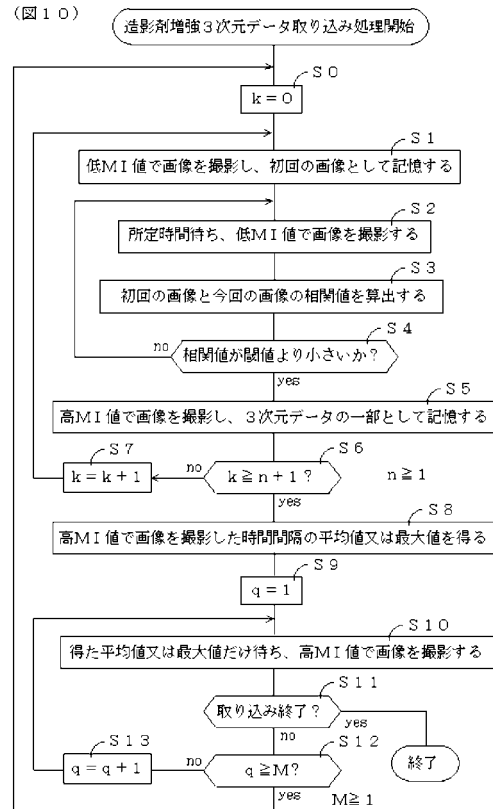 (図10)
造影剤増強3次元データ取り込み処理開始
S0
k=0
S1
低MI値で画像を撮影し、初回の画像として記憶する
S2
所定時間待ち、低MI値で画像を撮影する
S3
初回の画像と今回の画像の相関値を算出する
S4
no
相関値が閾値より小さいか?
yes
S5
高MI値で画像を撮影し、3次元データの一部として記憶する
S7
S6
k=k+1
no
k≧n+1?
n≧1
yes
S8
高MI値で画像を撮影した時間間隔の平均値又は最大値を得る
S9
q=1
S10
得た平均値又は最大値だけ待ち、高MI値で画像を撮影する
S11
取り込み終了?
yes
no
終了
S13
S12
q=q+1
no
q≧M?
yes
M≧1